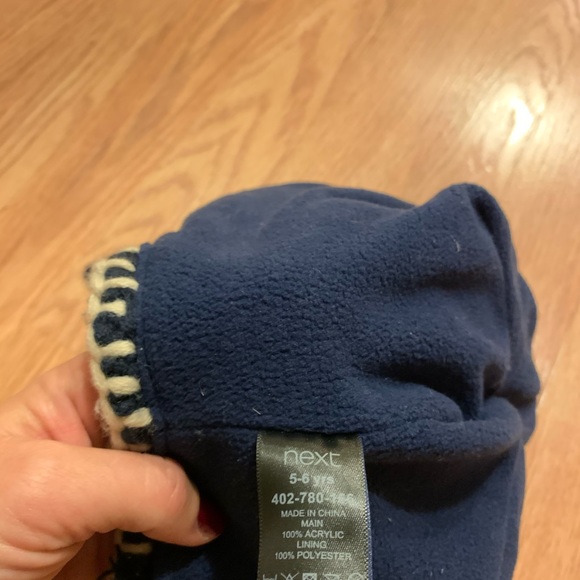 next
5-6 yrs
MADE IN CHINA
MAIN
100% ACRYLIC
LINING
100% POLYESTER